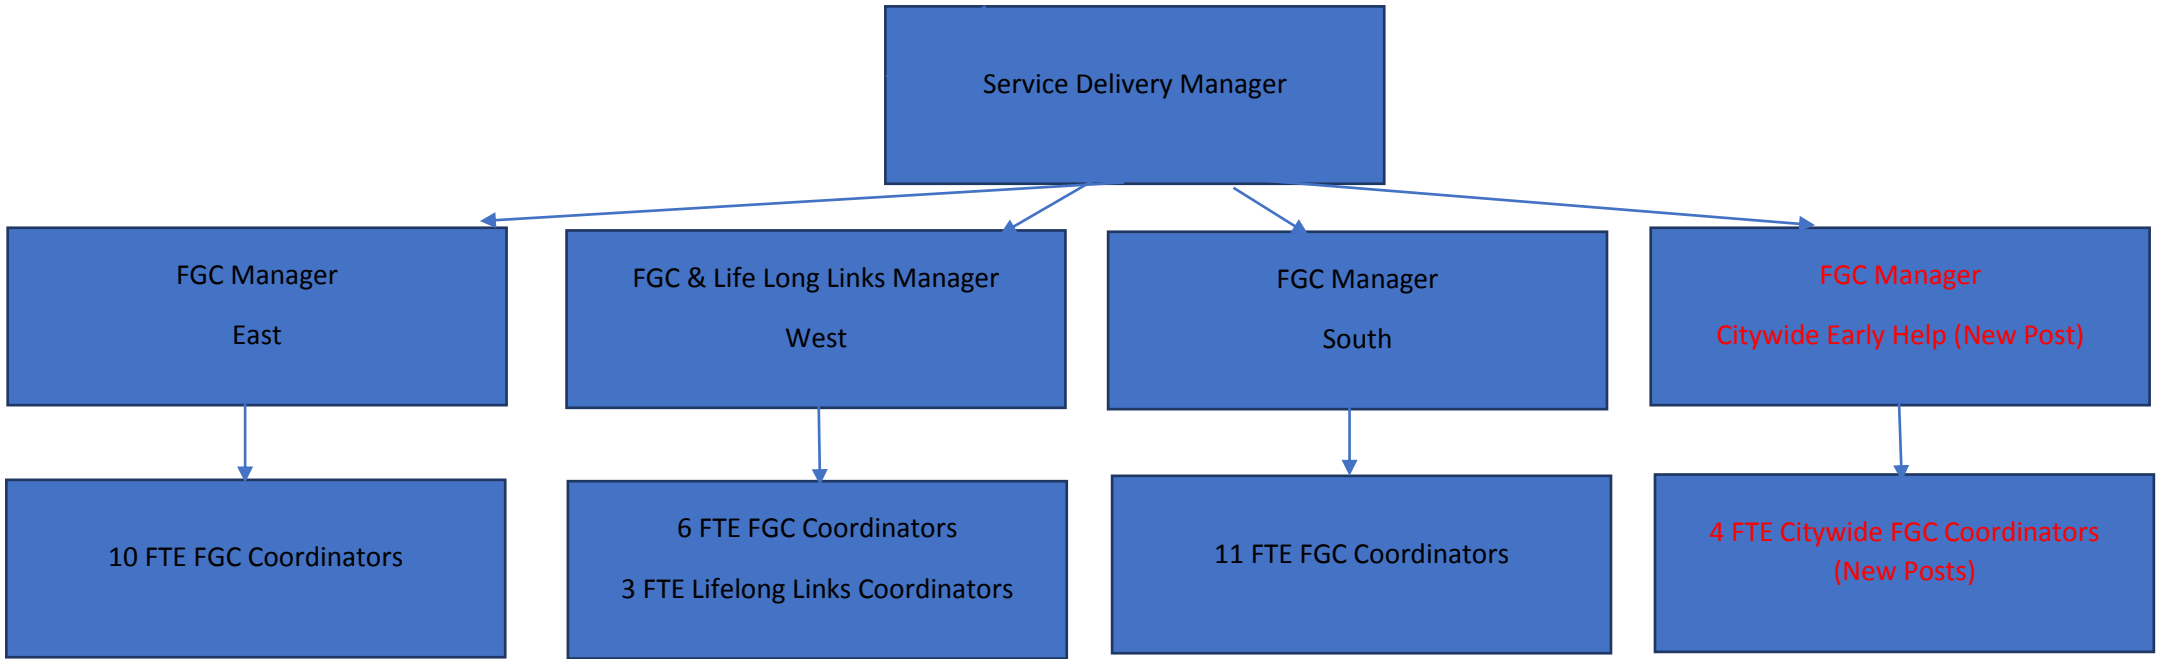 Service Delivery Manager
FGC Manager
East
FGC & Life Long Links Manager
West
FGC Manager
South
FGC Manager
Citywide Early Help (New Post)
10 FTE FGC Coordinators
6 FTE FGC Coordinators
3 FTE Lifelong Links Coordinators
11 FTE FGC Coordinators
4 FTE Citywide FGC Coordinators
(New Posts)